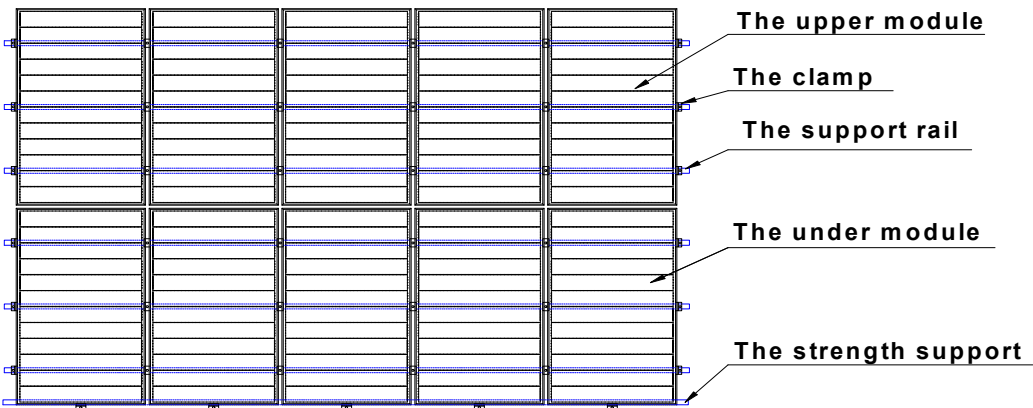 The upper module
The clamp
The support rail
The under module
The strength support